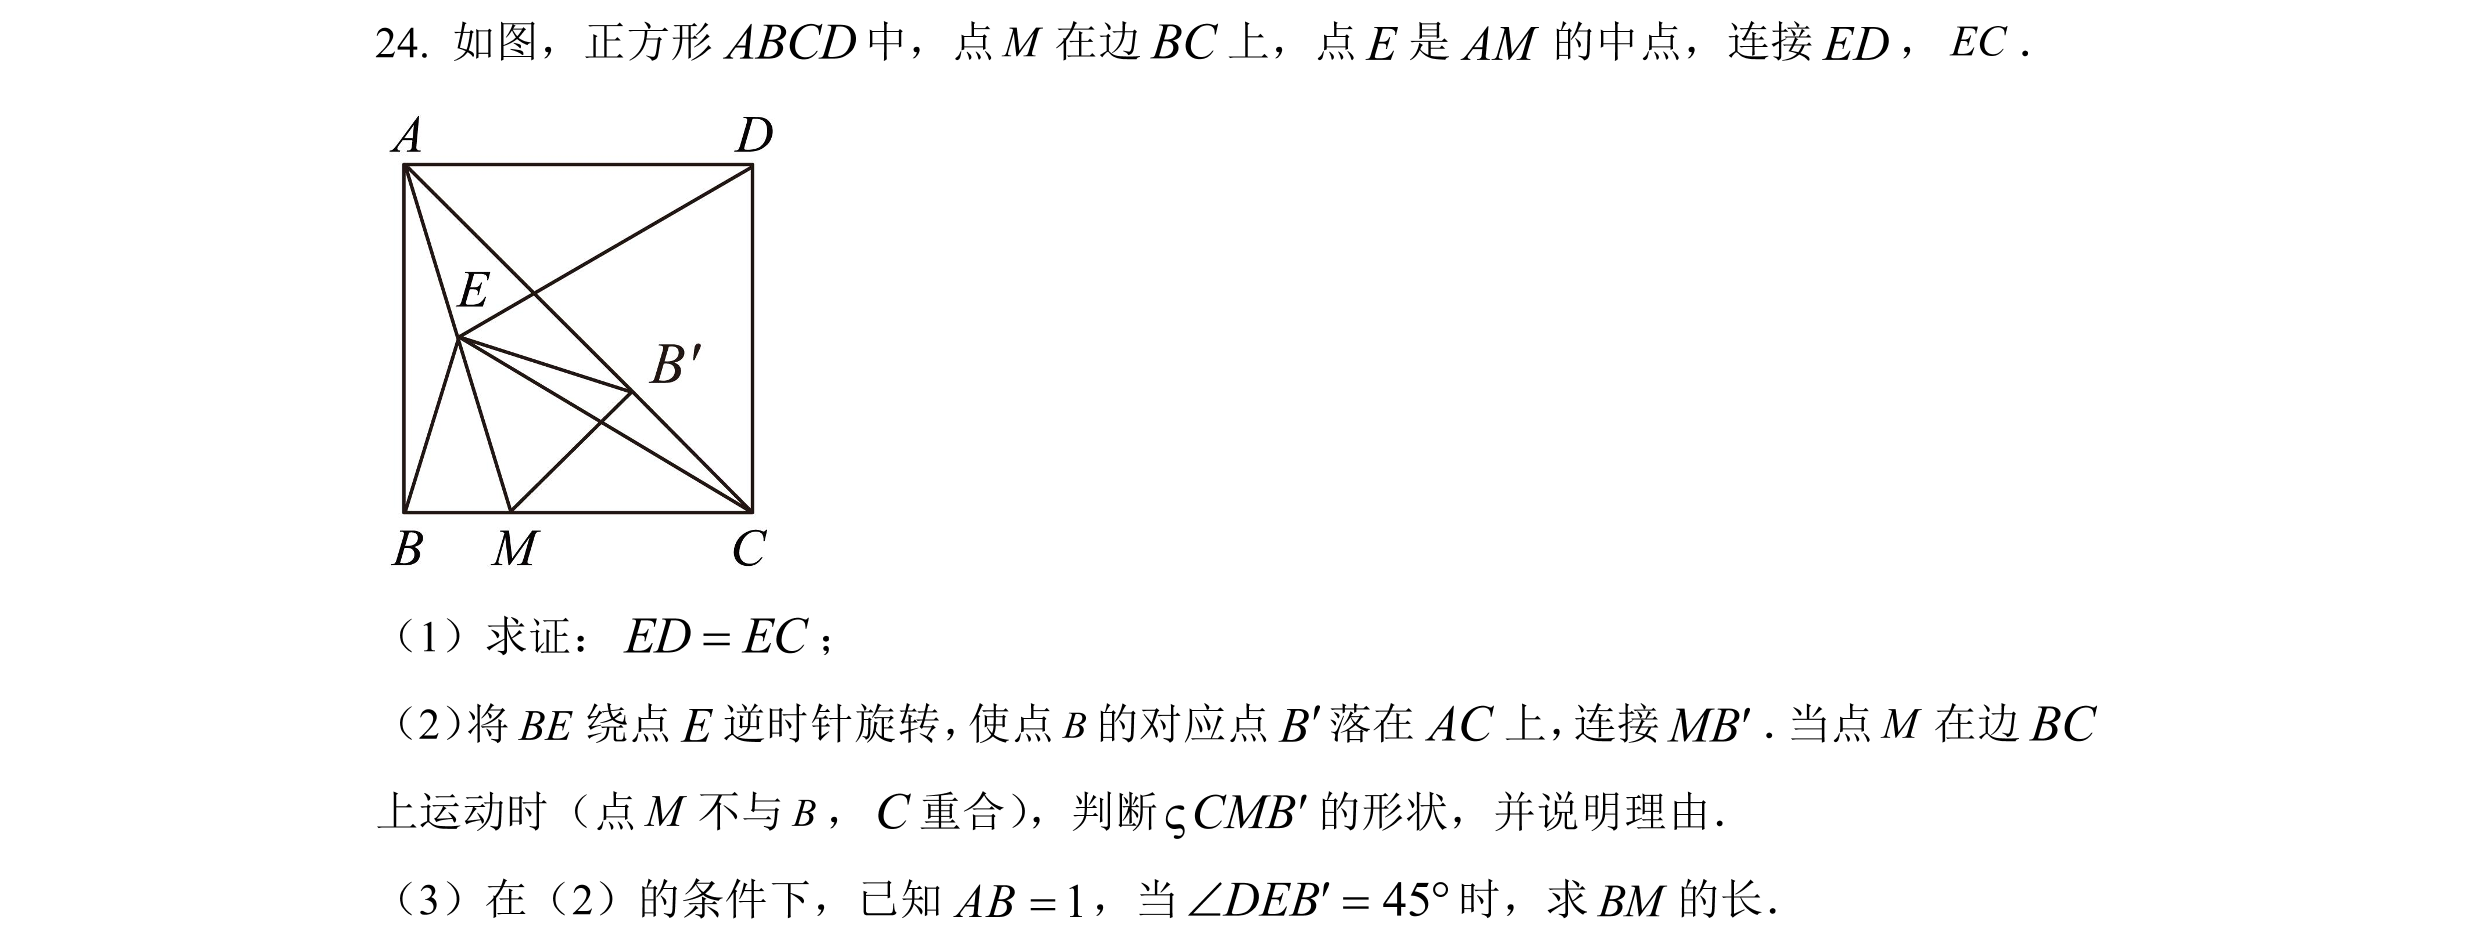 24. 如图，正方形 ABCD 中，点 M 在边 BC 上，点 E 是 AM 的中点，连接 ED ， EC ．
A D
E
B′
B M C
（1）求证： ED = EC ；
（2）将 BE 绕点 E 逆时针旋转，使点 B 的对应点 B′ 落在 AC 上，连接 MB′ ．当点 M 在边 BC
上运动时（点 M 不与 B ， C 重合），判断 ς CMB′ 的形状，并说明理由．
（3）在（2）的条件下，已知 AB = 1，当 ∠DEB′ = 45° 时，求 BM 的长．